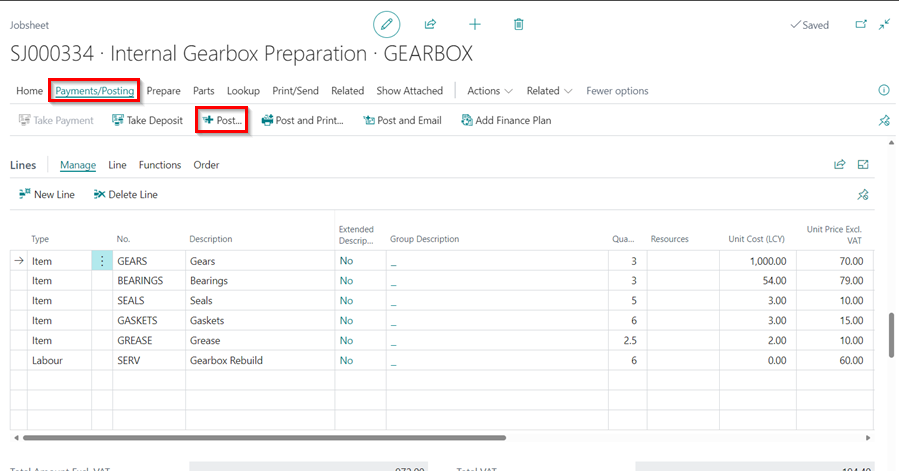 Jobsheet
Saved
SJ000334 · Internal Gearbox Preparation · GEARBOX
Home Payments/Posting Prepare Parts Lookup Print/Send Related Show Attached Actions Related Fewer options
Take Payment Take Deposit Post... Post and Print... Post and Email Add Finance Plan
Lines Manage Line Functions Order
New Line Delete Line
Type No. Description Extended Descrip... Group Description Qua... Resources Unit Cost (LCY) Unit Price Excl. VAT
Item GEARS Gears No _ 3 1,000.00 70.00
Item BEARINGS Bearings No _ 3 54.00 79.00
Item SEALS Seals No _ 5 3.00 10.00
Item GASKETS Gaskets No _ 6 3.00 15.00
Item GREASE Grease No _ 2.5 2.00 10.00
Labour SERV Gearbox Rebuild No _ 6 0.00 60.00
Total Amount Excl. VAT Total VAT